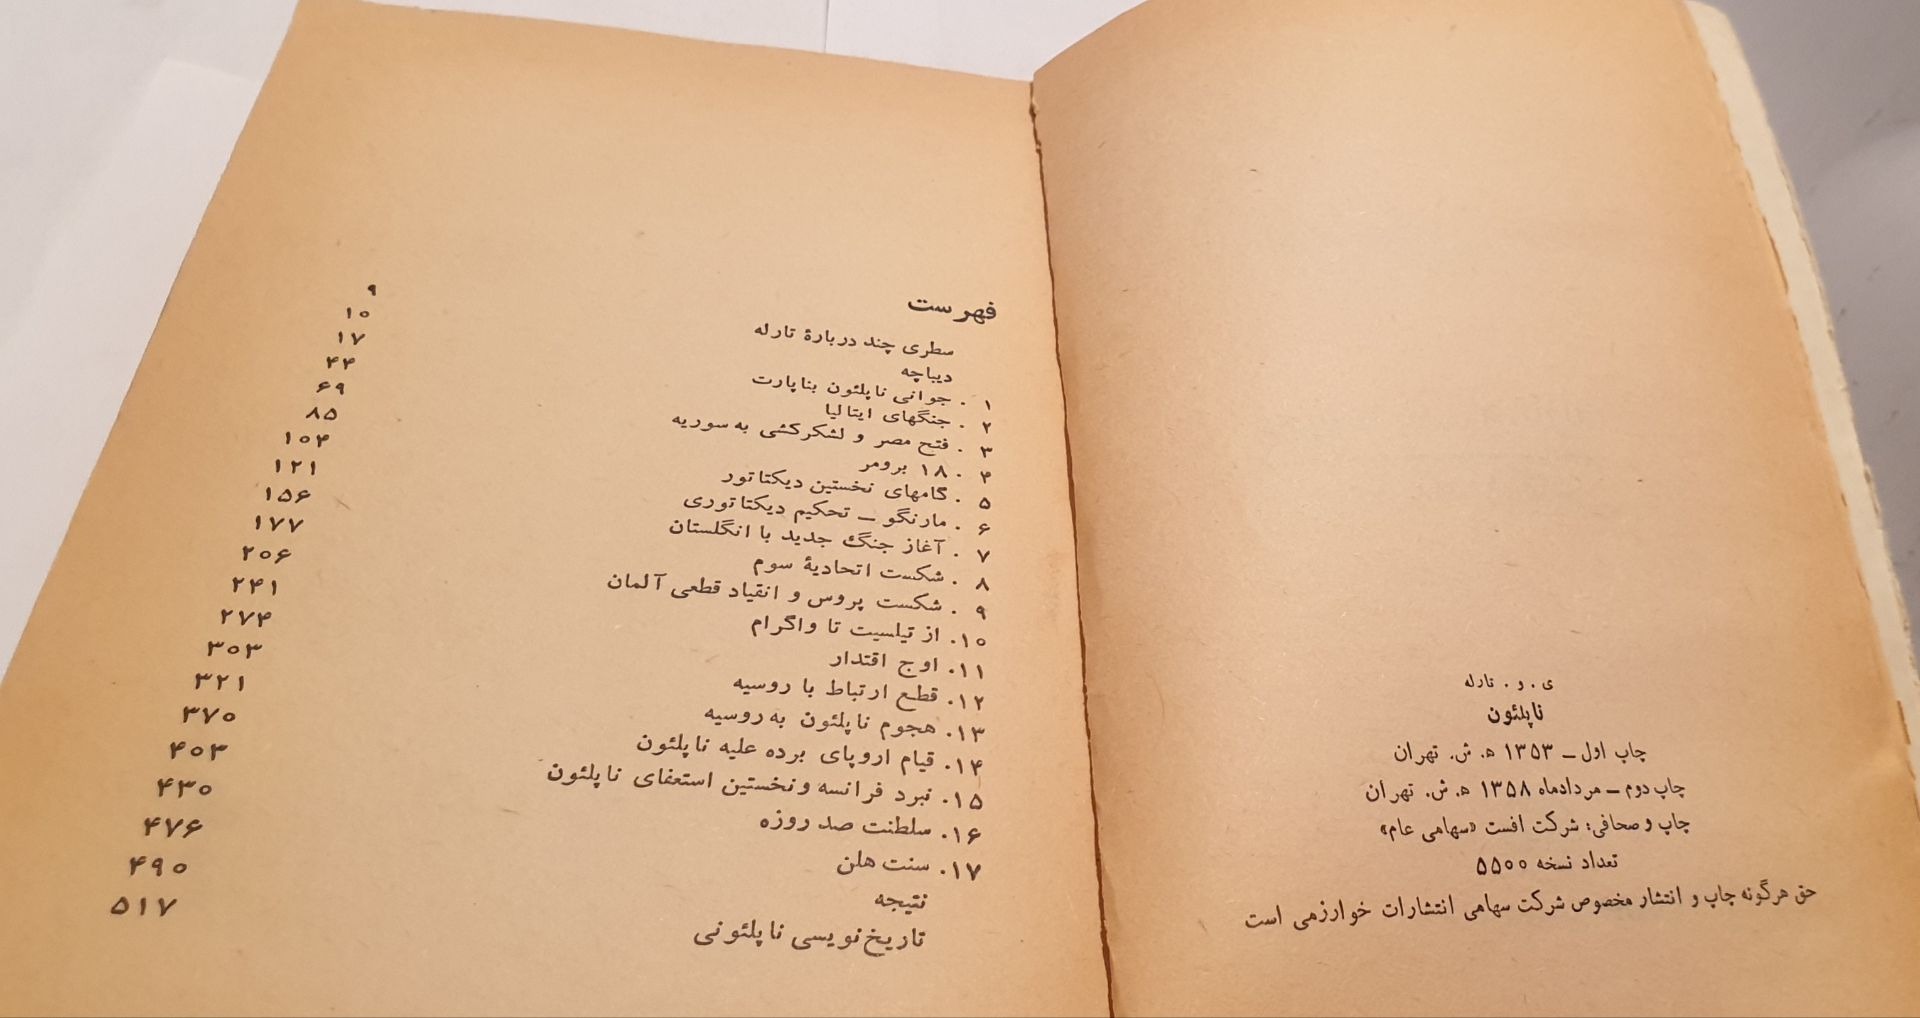 ی . و . تارله
ناپلئون
چاپ اول ـ ۱۳۵۳ ه. ش. تهران
چاپ دوم ـ مردادماه ۱۳۵۸ ه. ش. تهران
چاپ و صحافی: شرکت افست «سهامی عام»
تعداد نسخه ۵۵۰۰
حق هرگونه چاپ و انتشار مخصوص شرکت سهامی انتشارات خوارزمی است
فهرست
سطری چند دربارهٔ تارله ۹
دیباچه ۱۰
۱ . جوانی ناپلئون بناپارت ۱۷
۲ . جنگهای ایتالیا ۴۴
۳ . فتح مصر و لشکرکشی به سوریه ۶۹
۴ . ۱۸ برومر ۸۵
۵ . گامهای نخستین دیکتاتور ۱۰۴
۶ . مارنگو ـ تحکیم دیکتاتوری ۱۲۱
۷ . آغاز جنگ جدید با انگلستان ۱۵۶
۸ . شکست اتحادیهٔ سوم ۱۷۷
۹ . شکست پروس و انقیاد قطعی آلمان ۲۰۶
۱۰. از تیلسیت تا واگرام ۲۴۱
۱۱. اوج اقتدار ۲۷۴
۱۲. قطع ارتباط با روسیه ۳۰۳
۱۳. هجوم ناپلئون به روسیه ۳۲۱
۱۴. قیام اروپای برده علیه ناپلئون ۳۷۰
۱۵. نبرد فرانسه و نخستین استعفای ناپلئون ۴۰۳
۱۶. سلطنت صد روزه ۴۳۰
۱۷. سنت هلن ۴۷۶
نتیجه ۴۹۰
تاریخ‌نویسی ناپلئونی ۵۱۷